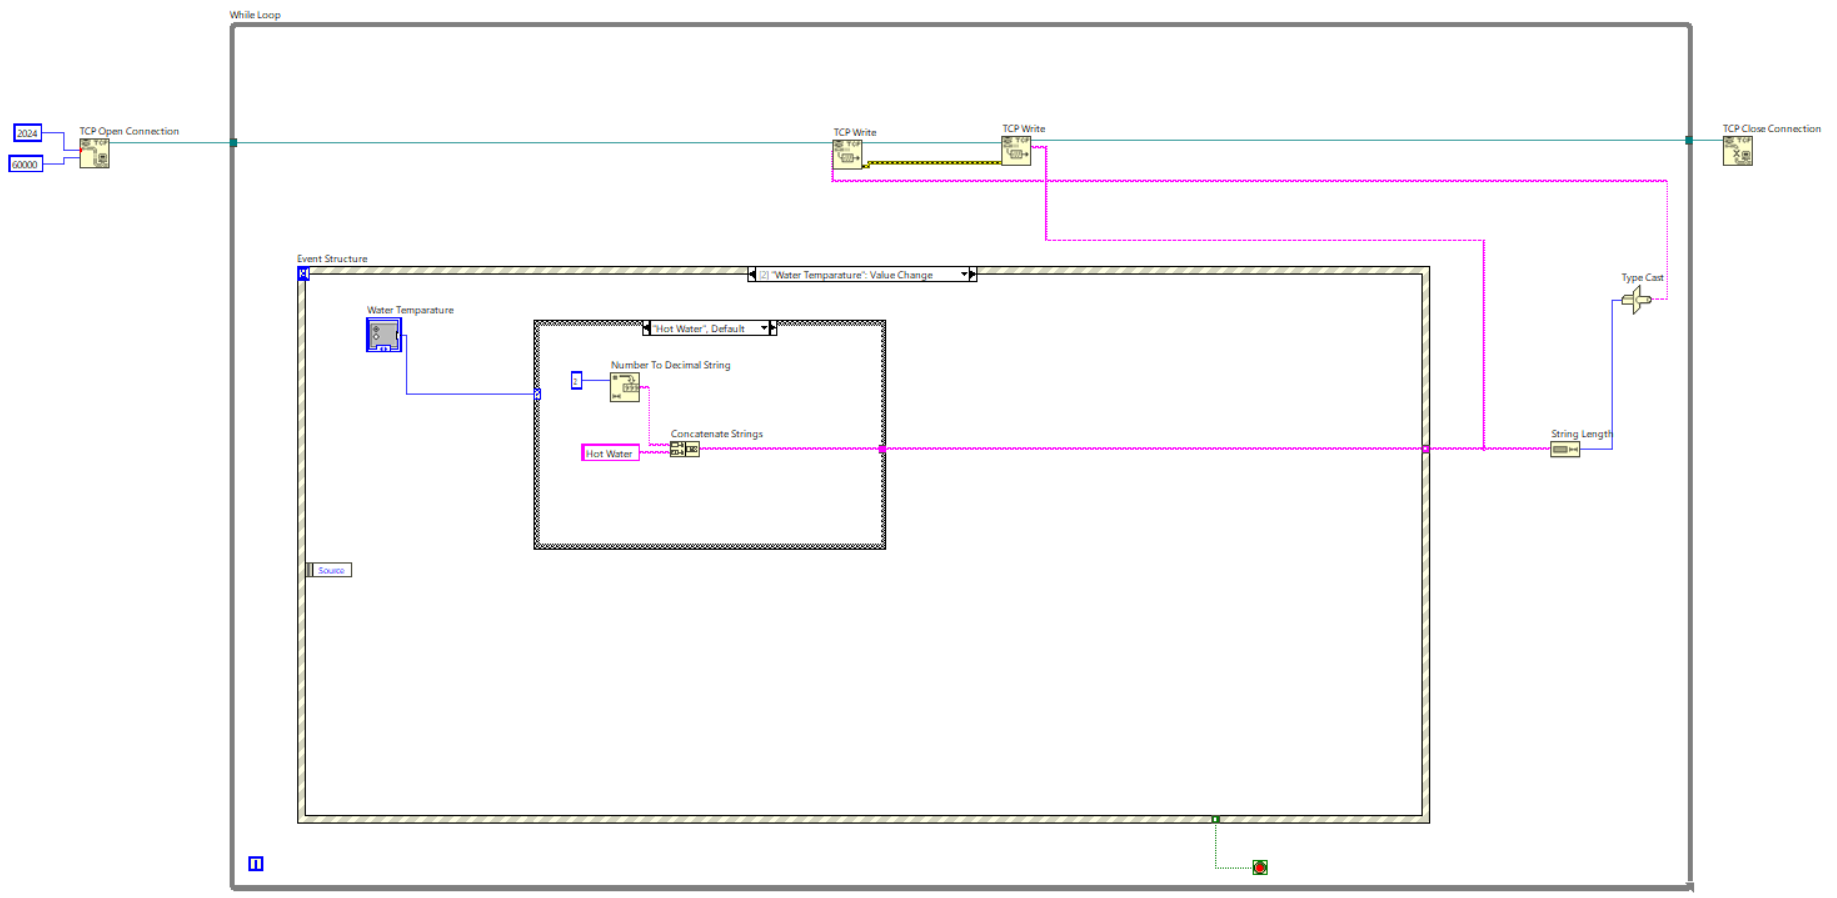 While Loop
2024
TCP Open Connection
60000
TCP Write
TCP Write
TCP Close Connection
Event Structure
[2] "Water Temparature": Value Change
Type Cast
Water Temparature
"Hot Water", Default
Number To Decimal String
2
Concatenate Strings
Hot Water
String Length
Source
i